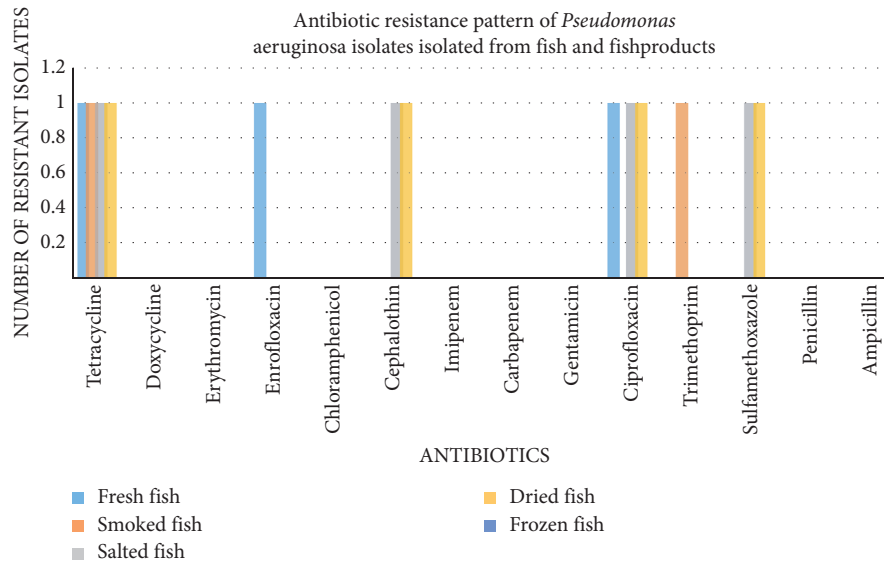 Antibiotic resistance pattern of Pseudomonas
aeruginosa isolates isolated from fish and fishproducts
NUMBER OF RESISTANT ISOLATES
1.2
1
0.8
0.6
0.4
0.2
Tetracycline
Doxycycline
Erythromycin
Enrofloxacin
Chloramphenicol
Cephalothin
Imipenem
Carbapenem
Gentamicin
Ciprofloxacin
Trimethoprim
Sulfamethoxazole
Penicillin
Ampicillin
ANTIBIOTICS
Fresh fish
Smoked fish
Salted fish
Dried fish
Frozen fish